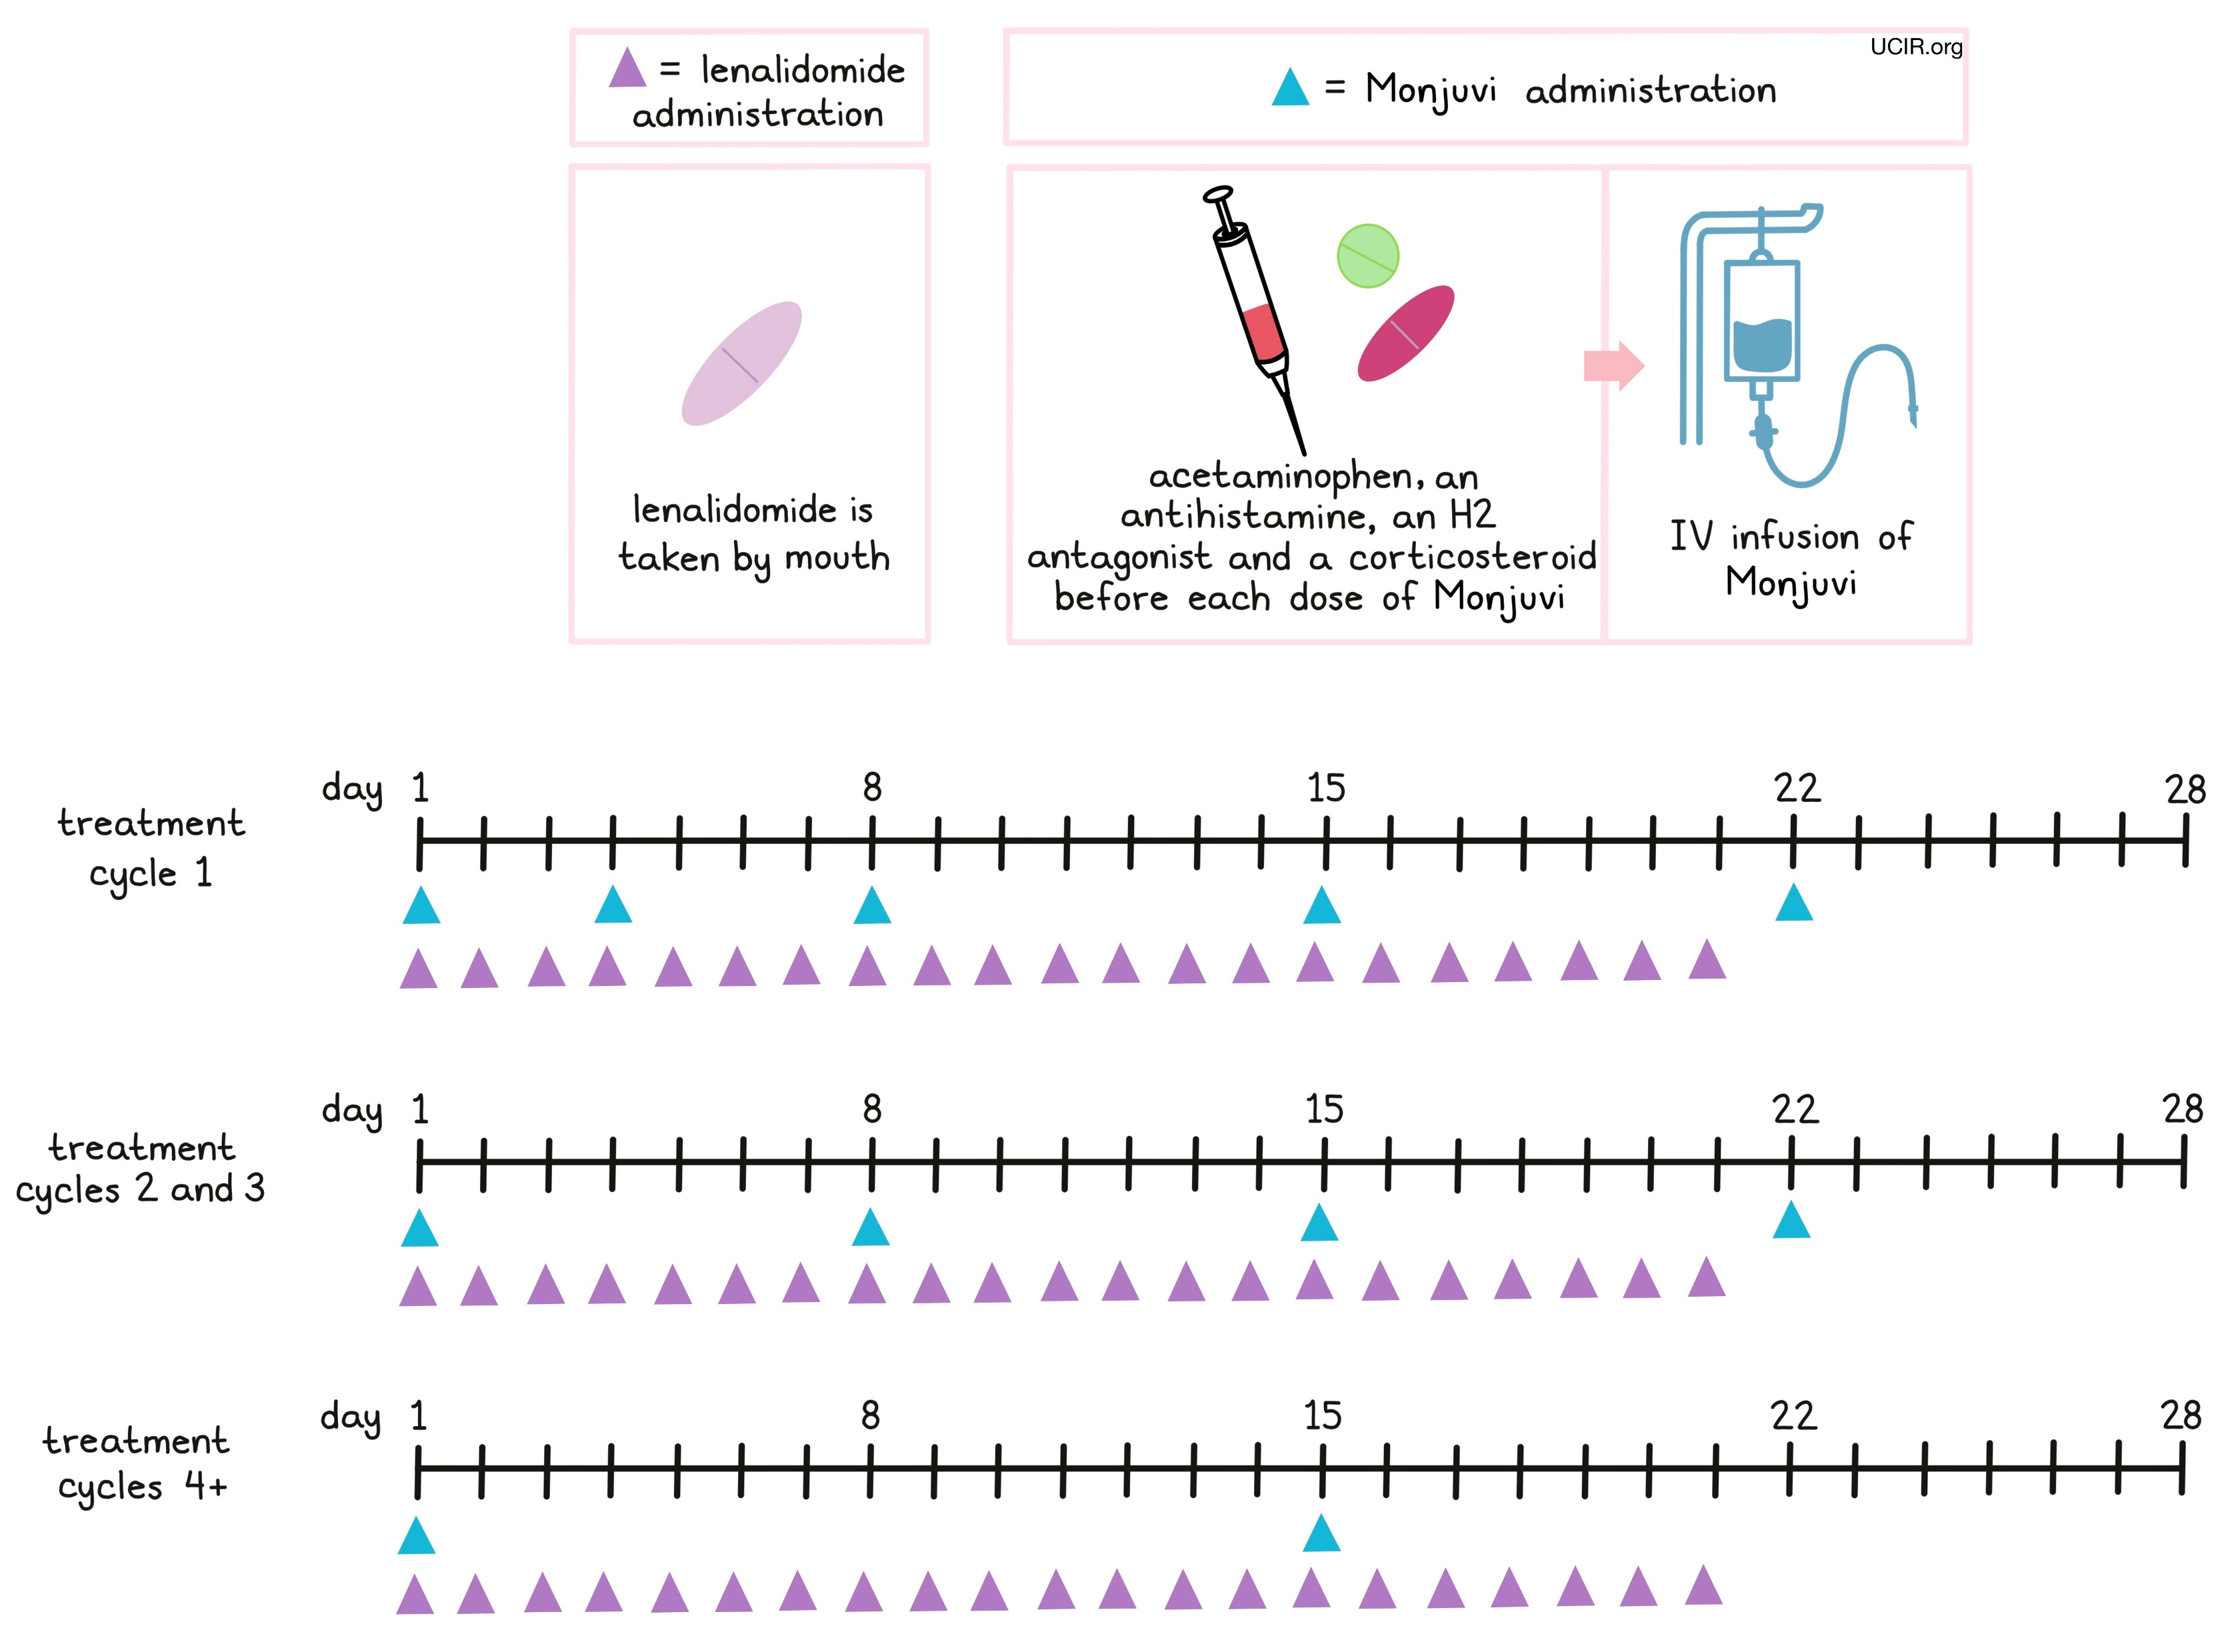 = lenalidomide
administration
UCIR.org
= Monjuvi administration
lenalidomide is
taken by mouth
acetaminophen, an
antihistamine, an H2
antagonist and a corticosteroid
before each dose of Monjuvi
IV infusion of
Monjuvi
day 1 8 15 22 28
treatment
cycle 1
day 1 8 15 22 28
treatment
cycles 2 and 3
day 1 8 15 22 28
treatment
cycles 4+